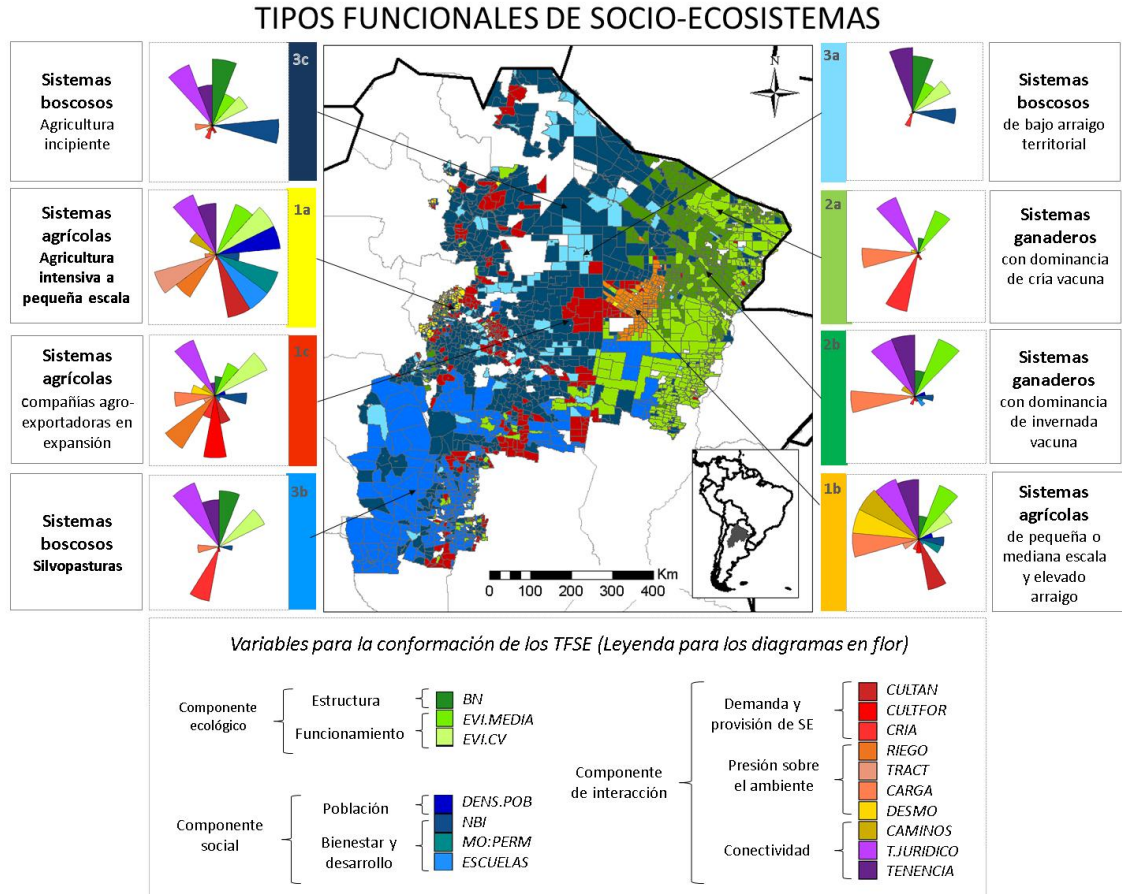 TIPOS FUNCIONALES DE SOCIO-ECOSISTEMAS
Sistemas
boscosos
Agricultura
incipiente
3c
Sistemas
agrícolas
Agricultura
intensiva a
pequeña escala
1a
Sistemas
agrícolas
Compañías agro-
exportadoras en
expansión
1c
Sistemas
boscosos
Silvopasturas
3b
N
Km
0 100 200 300 400
3a
Sistemas
boscosos
de bajo arraigo
territorial
2a
Sistemas
ganaderos
con dominancia
de cría vacuna
2b
Sistemas
ganaderos
con dominancia
de invernada
vacuna
1b
Sistemas
agrícolas
de pequeña o
mediana escala
y elevado
arraigo
Variables para la conformación de los TFSE (Leyenda para los diagramas en flor)
Componente
ecológico
Estructura
BN
Funcionamiento
EVI.MEDIA
EVI.CV
Componente
social
Población
DENS.POB
Bienestar y
desarrollo
NBI
MO:PERM
ESCUELAS
Componente
de interacción
Demanda y
provisión de SE
CULTAN
CULTFOR
CRIA
Presión sobre
el ambiente
RIEGO
TRACT
CARGA
DESMO
Conectividad
CAMINOS
T.JURIDICO
TENENCIA